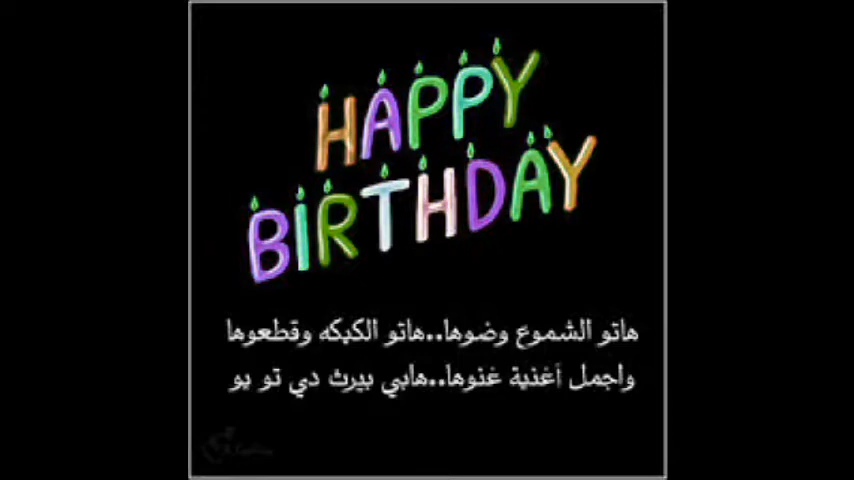 HAPPY
BIRTHDAY
هاتو الشموع وضوها..هاتو الكيكه وقطعوها
واجمل أغنية غنوها..هابي بيرث دي تو يو